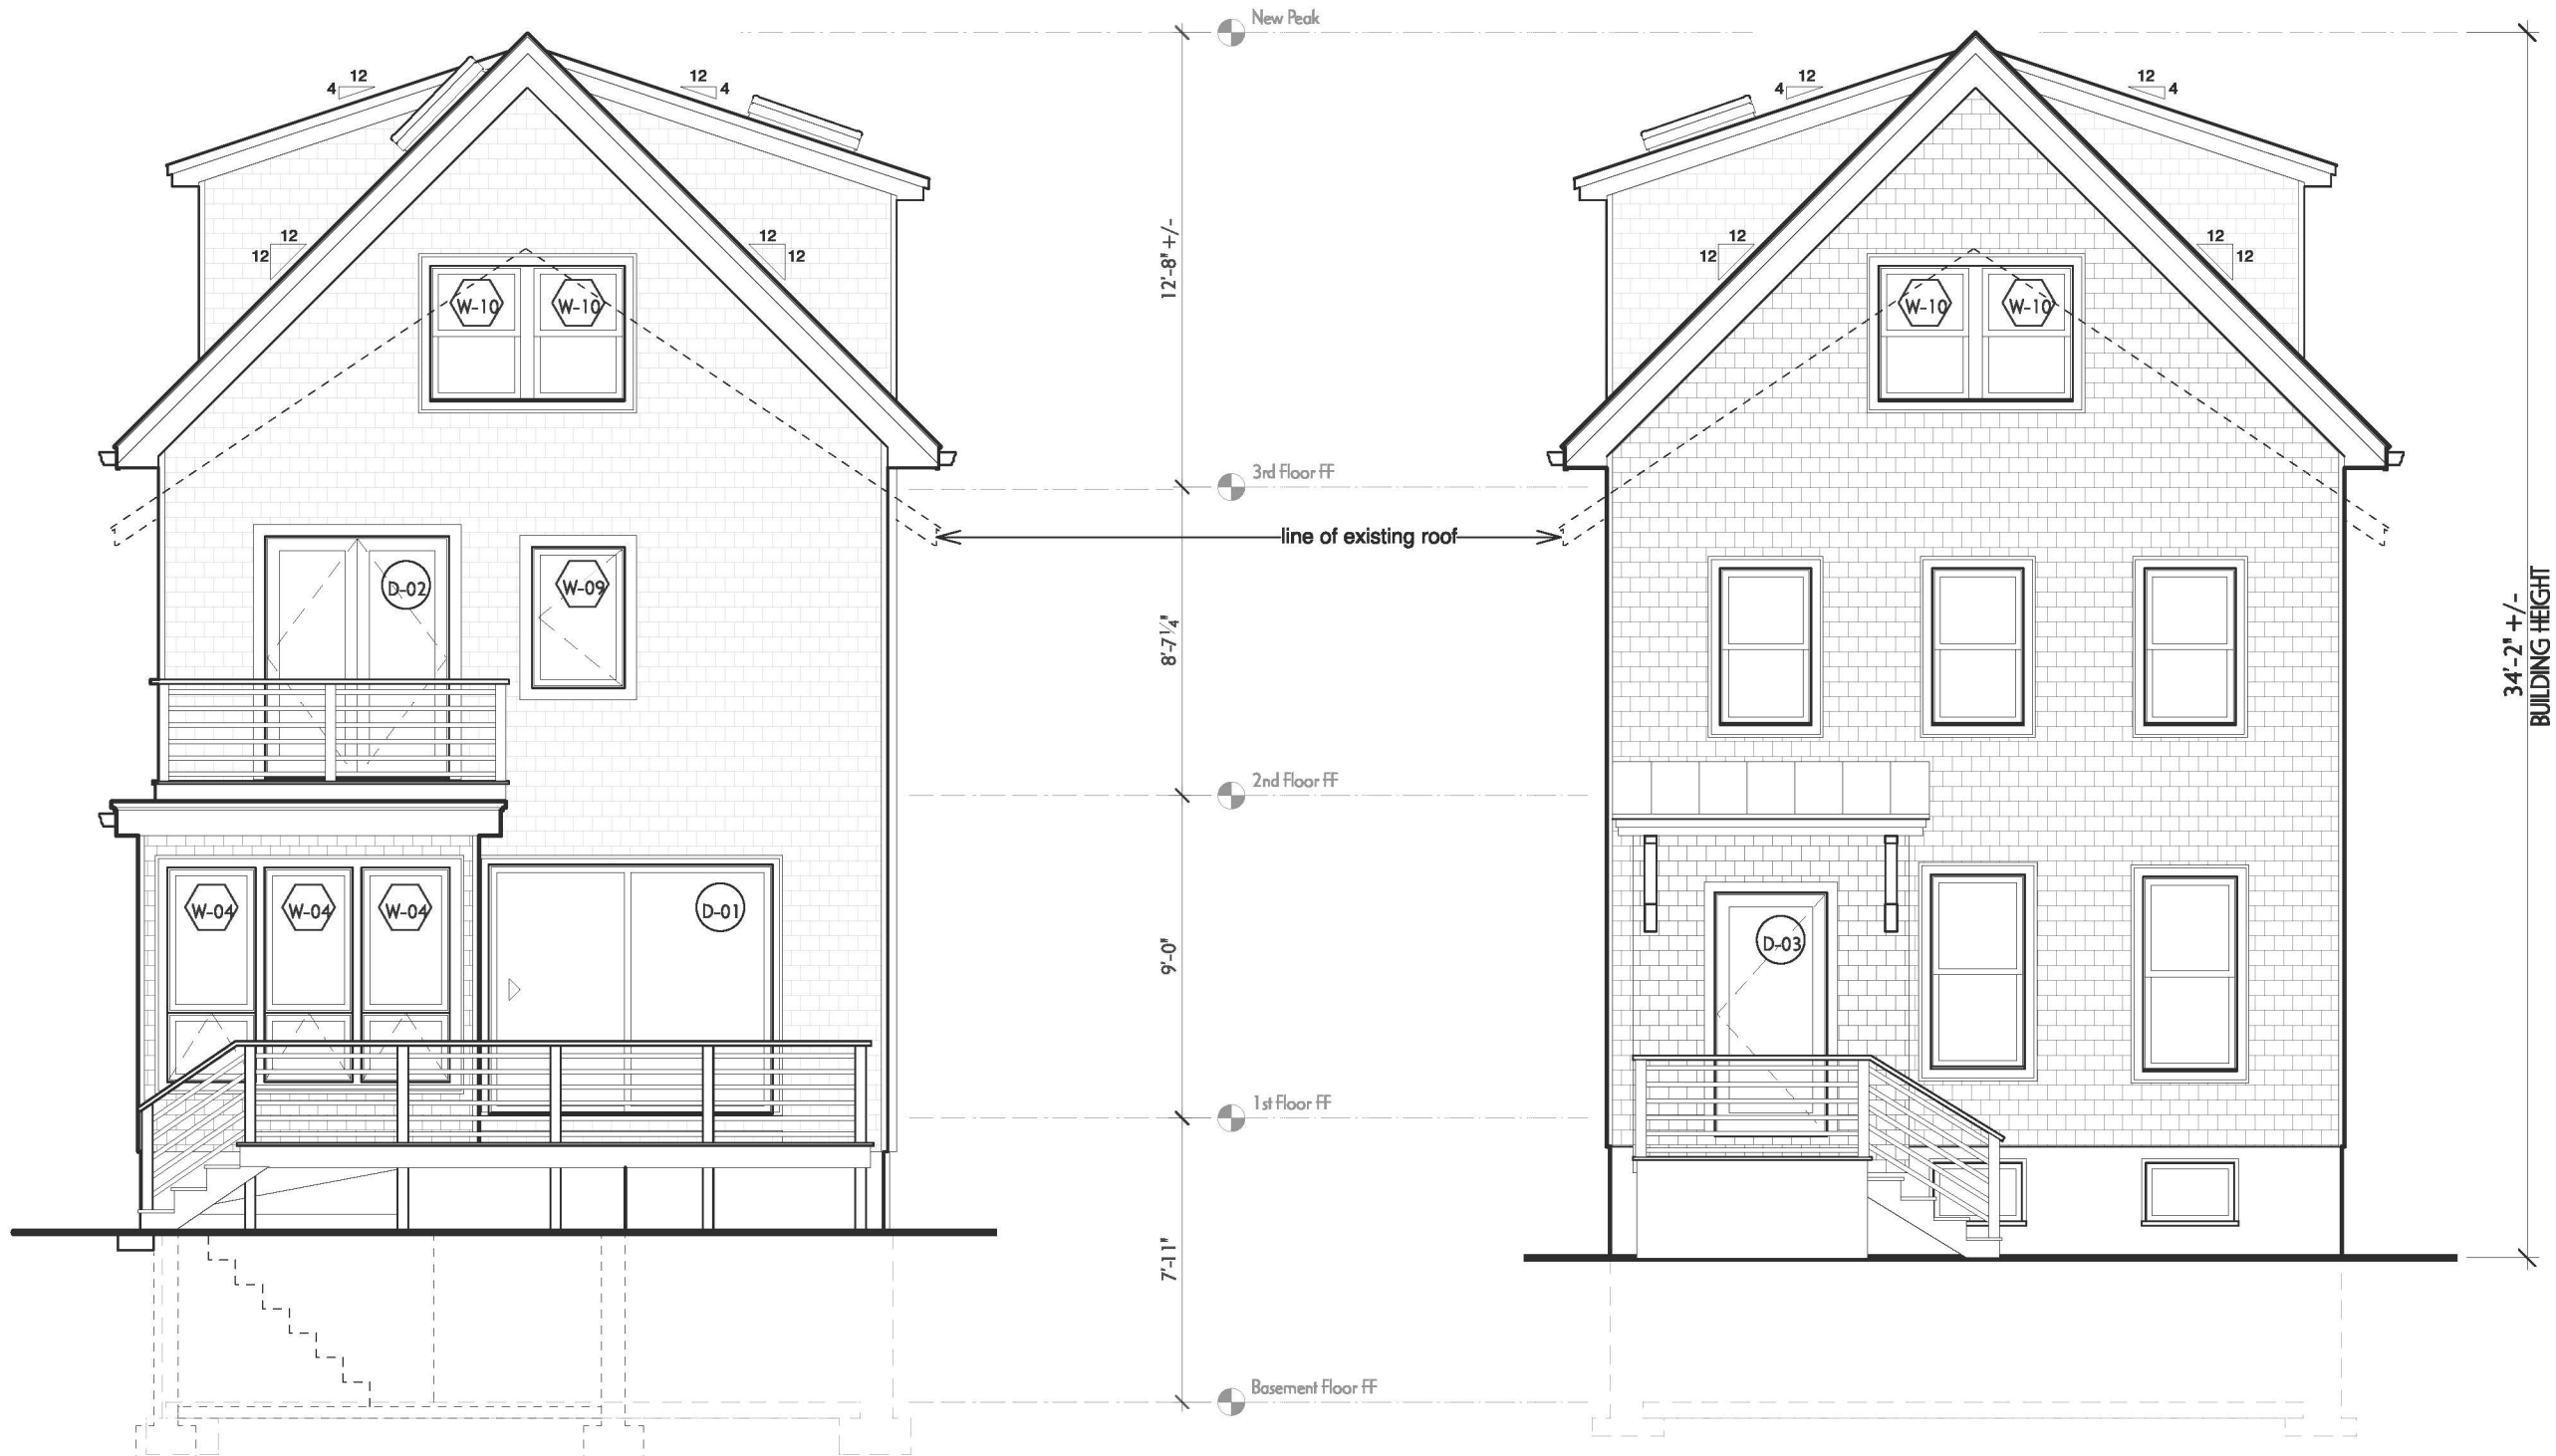 New Peak
12
4
12
4
12
4
12
4
12
12
12
12
12
12
12
12
12'-8" +/-
W-10
W-10
W-10
W-10
3rd Floor FF
line of existing roof
D-02
W-09
8'-7 1/4"
34'-2" +/-
BUILDING HEIGHT
2nd Floor FF
W-04
W-04
W-04
D-01
9'-0"
D-03
1st Floor FF
7'-11"
Basement Floor FF